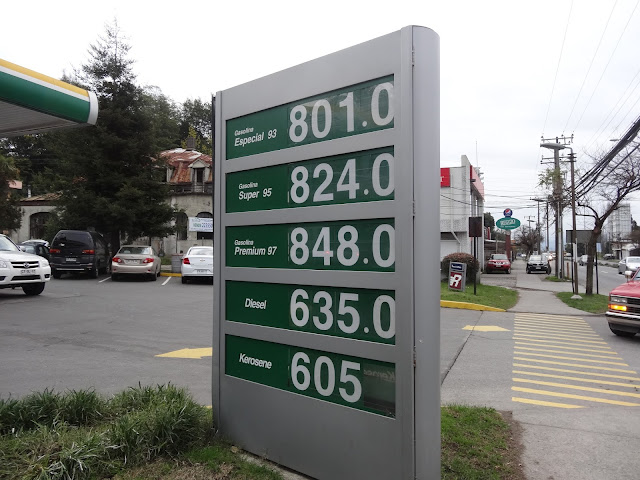 Gasolina
Especial 93
801.0
Gasolina
Super 95
824.0
Gasolina
Premium 97
848.0
Diesel
635.0
Kerosene
605